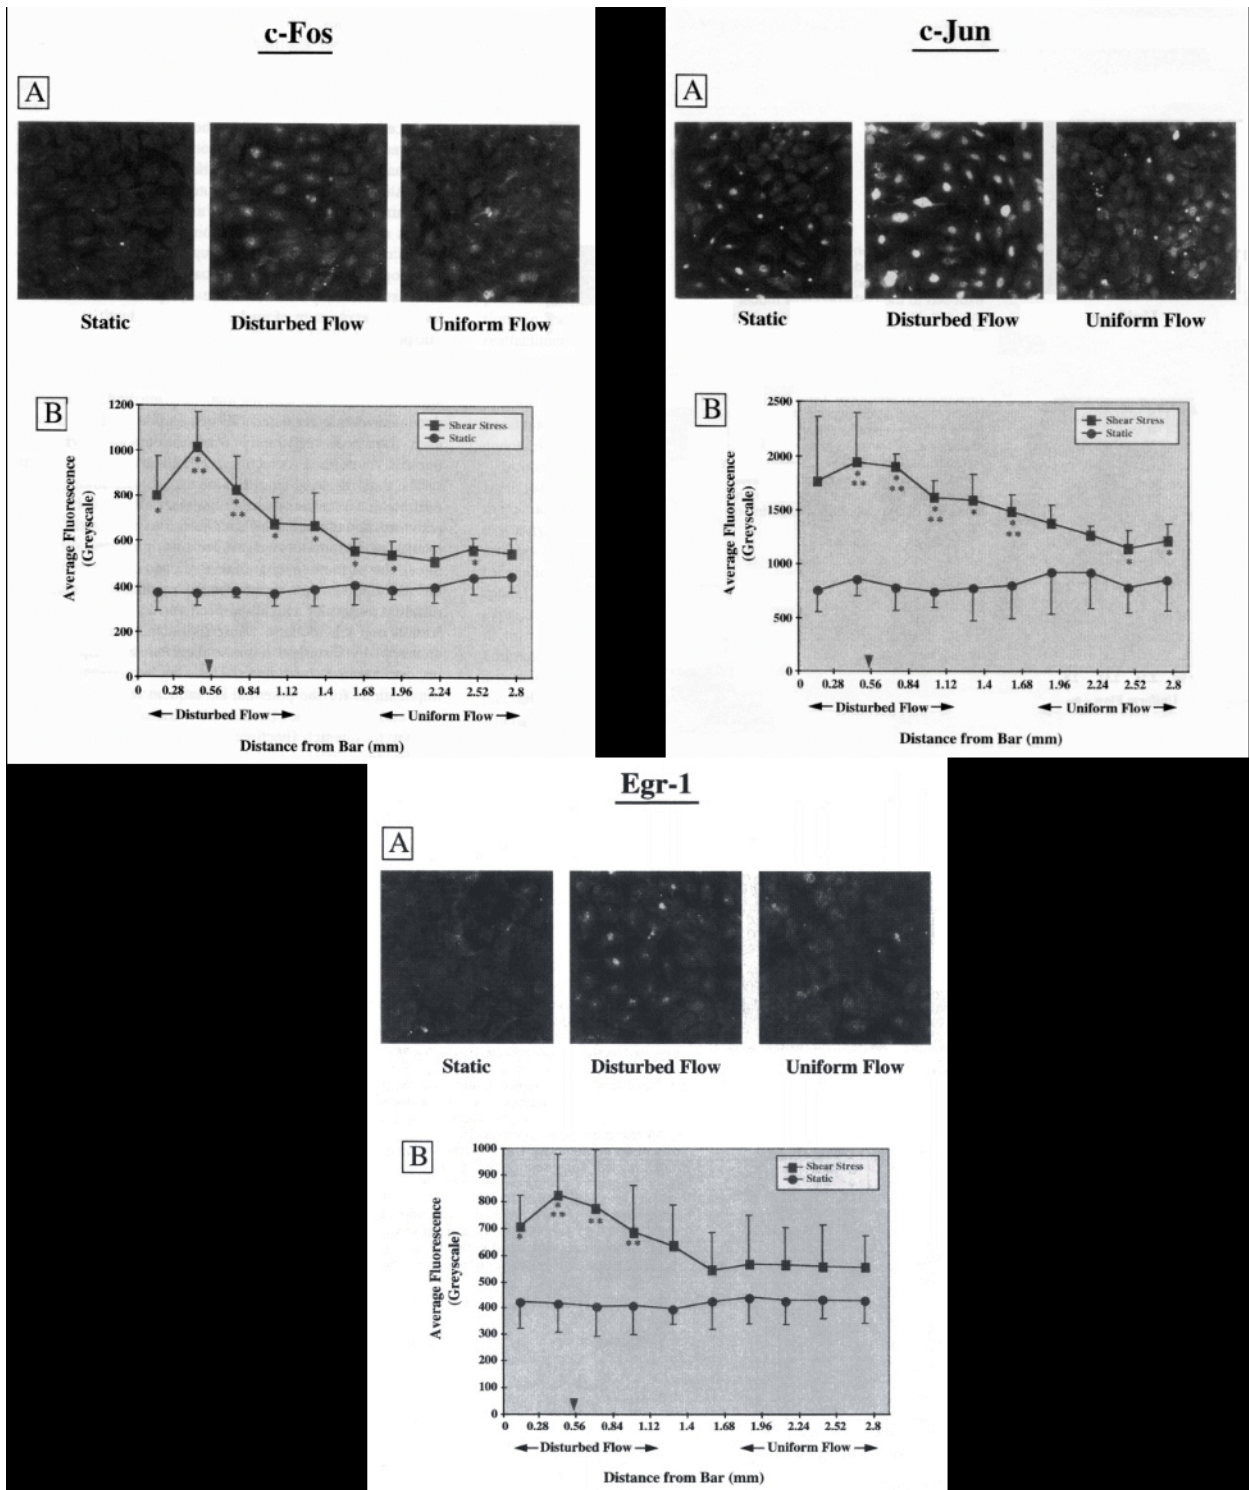 c-Fos
A
Static Disturbed Flow Uniform Flow
B
1200
1000
800
600
400
200
0
Average Fluorescence
(Greyscale)
Shear Stress
Static
*
*
**
*
**
*
*
*
*
*
0 0.28 0.56 0.84 1.12 1.4 1.68 1.96 2.24 2.52 2.8
Disturbed Flow Uniform Flow
Distance from Bar (mm)
c-Jun
A
Static Disturbed Flow Uniform Flow
B
2500
2000
1500
1000
500
0
Average Fluorescence
(Greyscale)
Shear Stress
Static
*
**
*
**
*
**
*
*
**
*
*
0 0.28 0.56 0.84 1.12 1.4 1.68 1.96 2.24 2.52 2.8
Disturbed Flow Uniform Flow
Distance from Bar (mm)
Egr-1
A
Static Disturbed Flow Uniform Flow
B
1000
900
800
700
600
500
400
300
200
100
0
Average Fluorescence
(Greyscale)
Shear Stress
Static
*
*
**
**
**
0 0.28 0.56 0.84 1.12 1.4 1.68 1.96 2.24 2.52 2.8
Disturbed Flow Uniform Flow
Distance from Bar (mm)